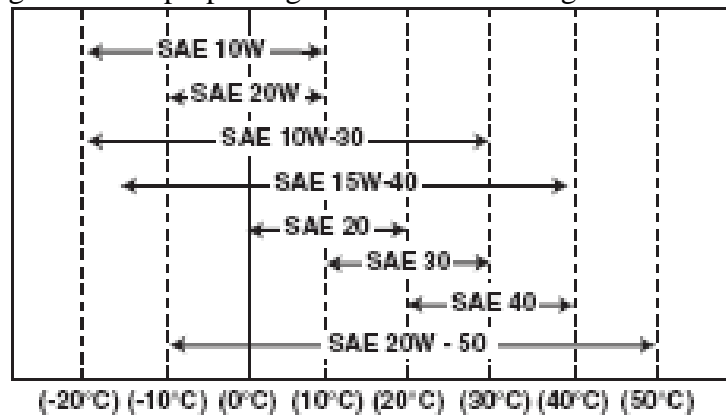 SAE 10W
SAE 20W
SAE 10W-30
SAE 15W-40
SAE 20
SAE 30
SAE 40
SAE 20W - 50
(-20°C) (-10°C) (0°C) (10°C) (20°C) (30°C) (40°C) (50°C)